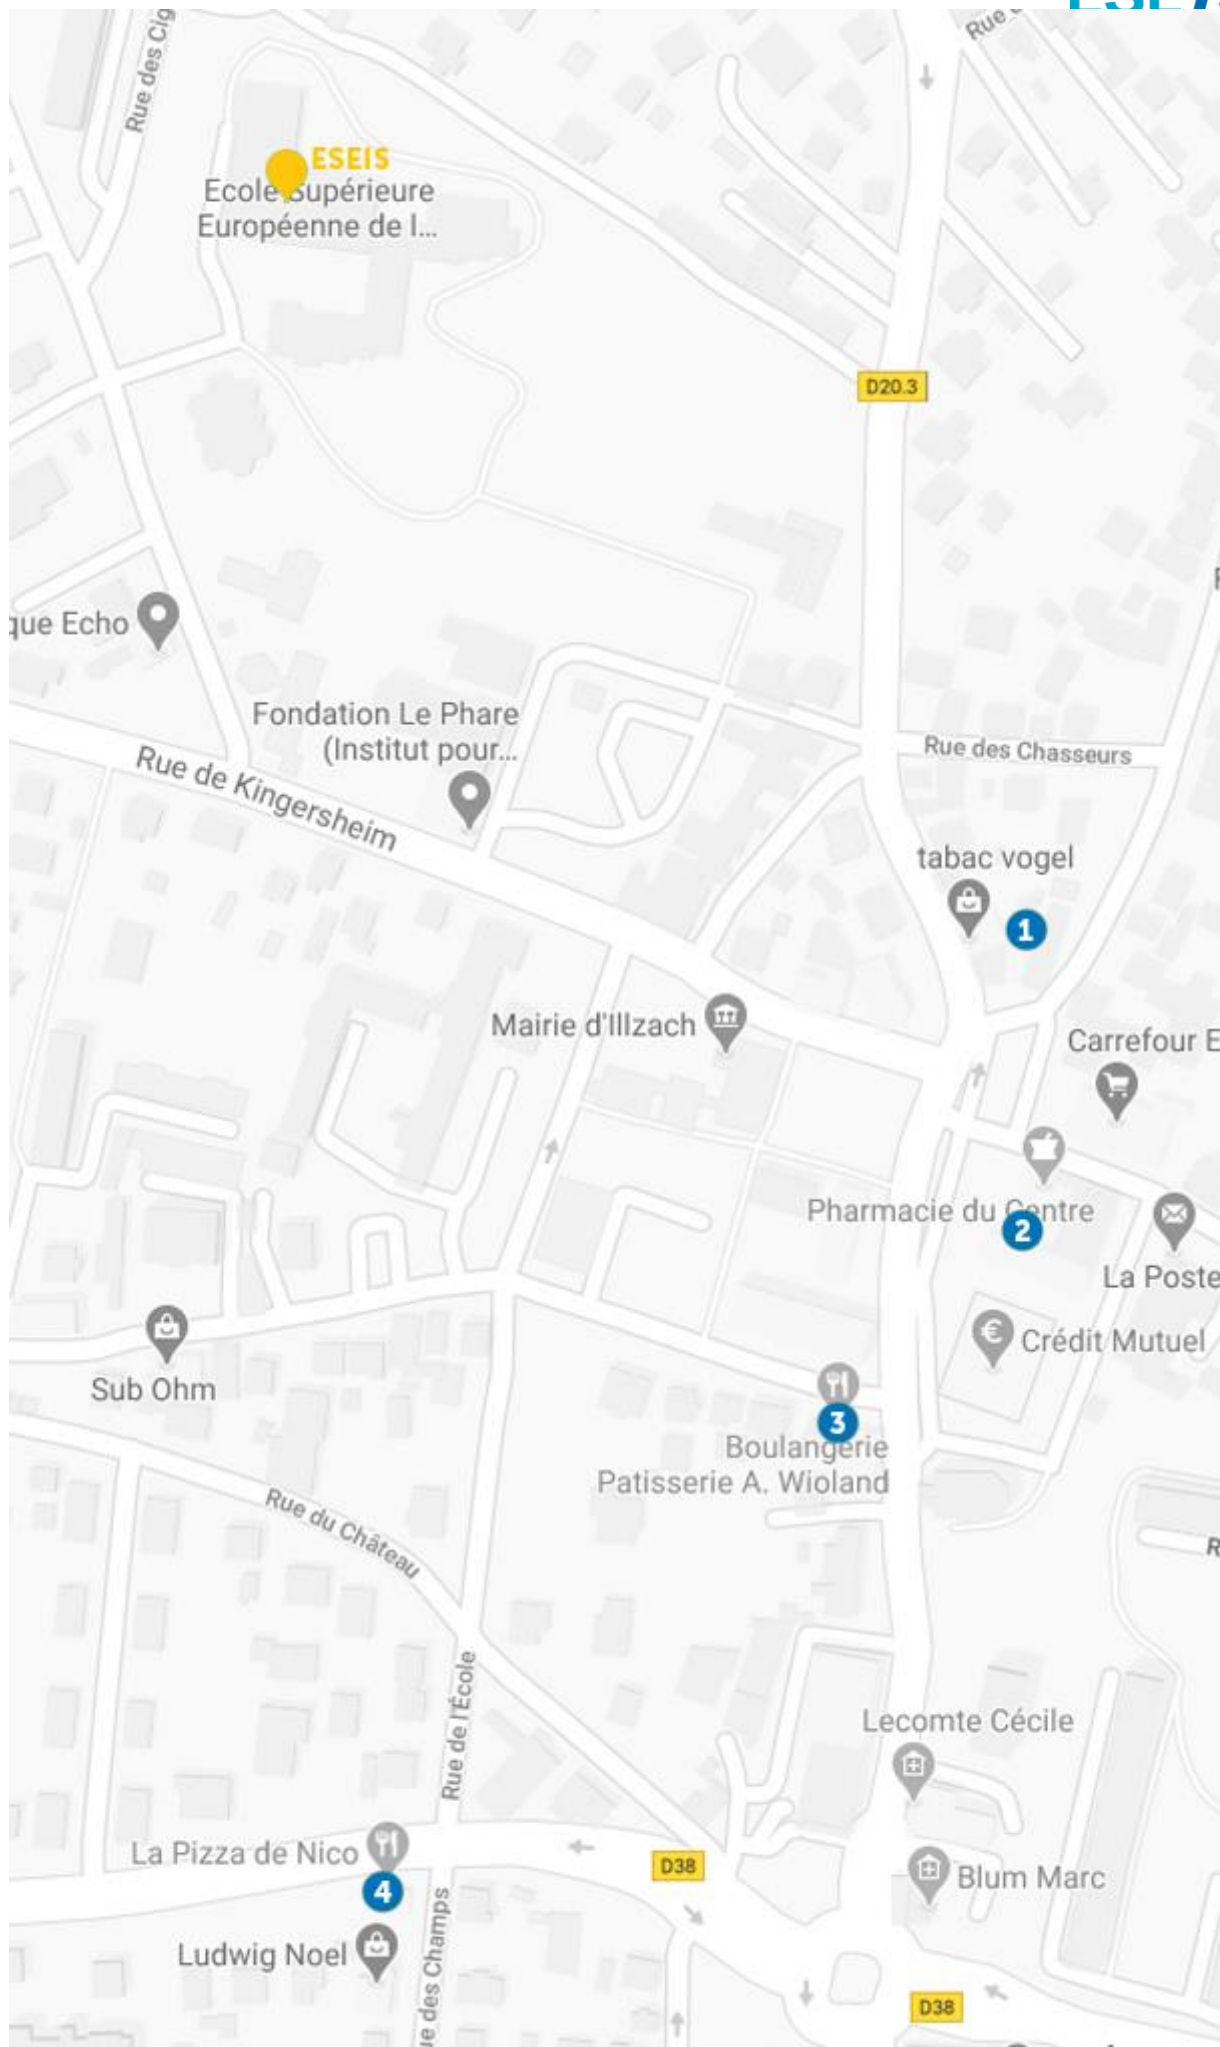 Rue des Cig
Rue
ESEIS
Ecole Supérieure
Européenne de l...
D20.3
que Echo
Fondation Le Phare
(Institut pour...
Rue des Chasseurs
Rue de Kingersheim
tabac vogel
1
Mairie d'Illzach
Carrefour E
Pharmacie du Centre
2
La Poste
Crédit Mutuel
Sub Ohm
3
Boulangerie
Patisserie A. Wioland
Rue du Château
R
Rue de l'École
Lecomte Cécile
La Pizza de Nico
D38
4
Blum Marc
Ludwig Noel
ue des Champs
D38